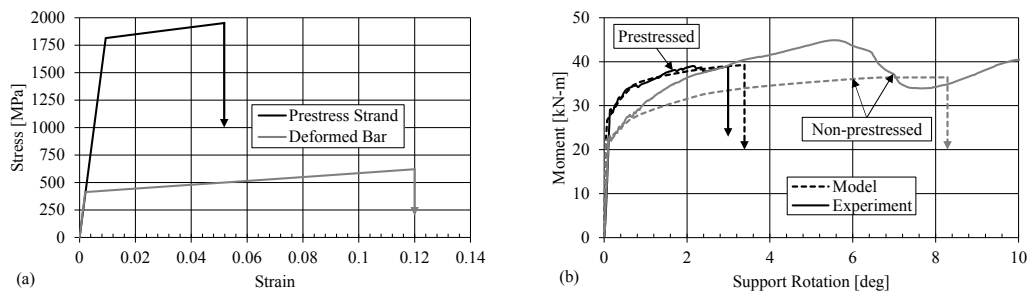 2000
1750
1500
1250
1000
750
500
250
0
Stress [MPa]
Prestress Strand
Deformed Bar
0 0.02 0.04 0.06 0.08 0.1 0.12 0.14
Strain
(a)
50
40
30
20
10
0
Moment [kN-m]
Prestressed
Non-prestressed
Model
Experiment
0 2 4 6 8 10
Support Rotation [deg]
(b)